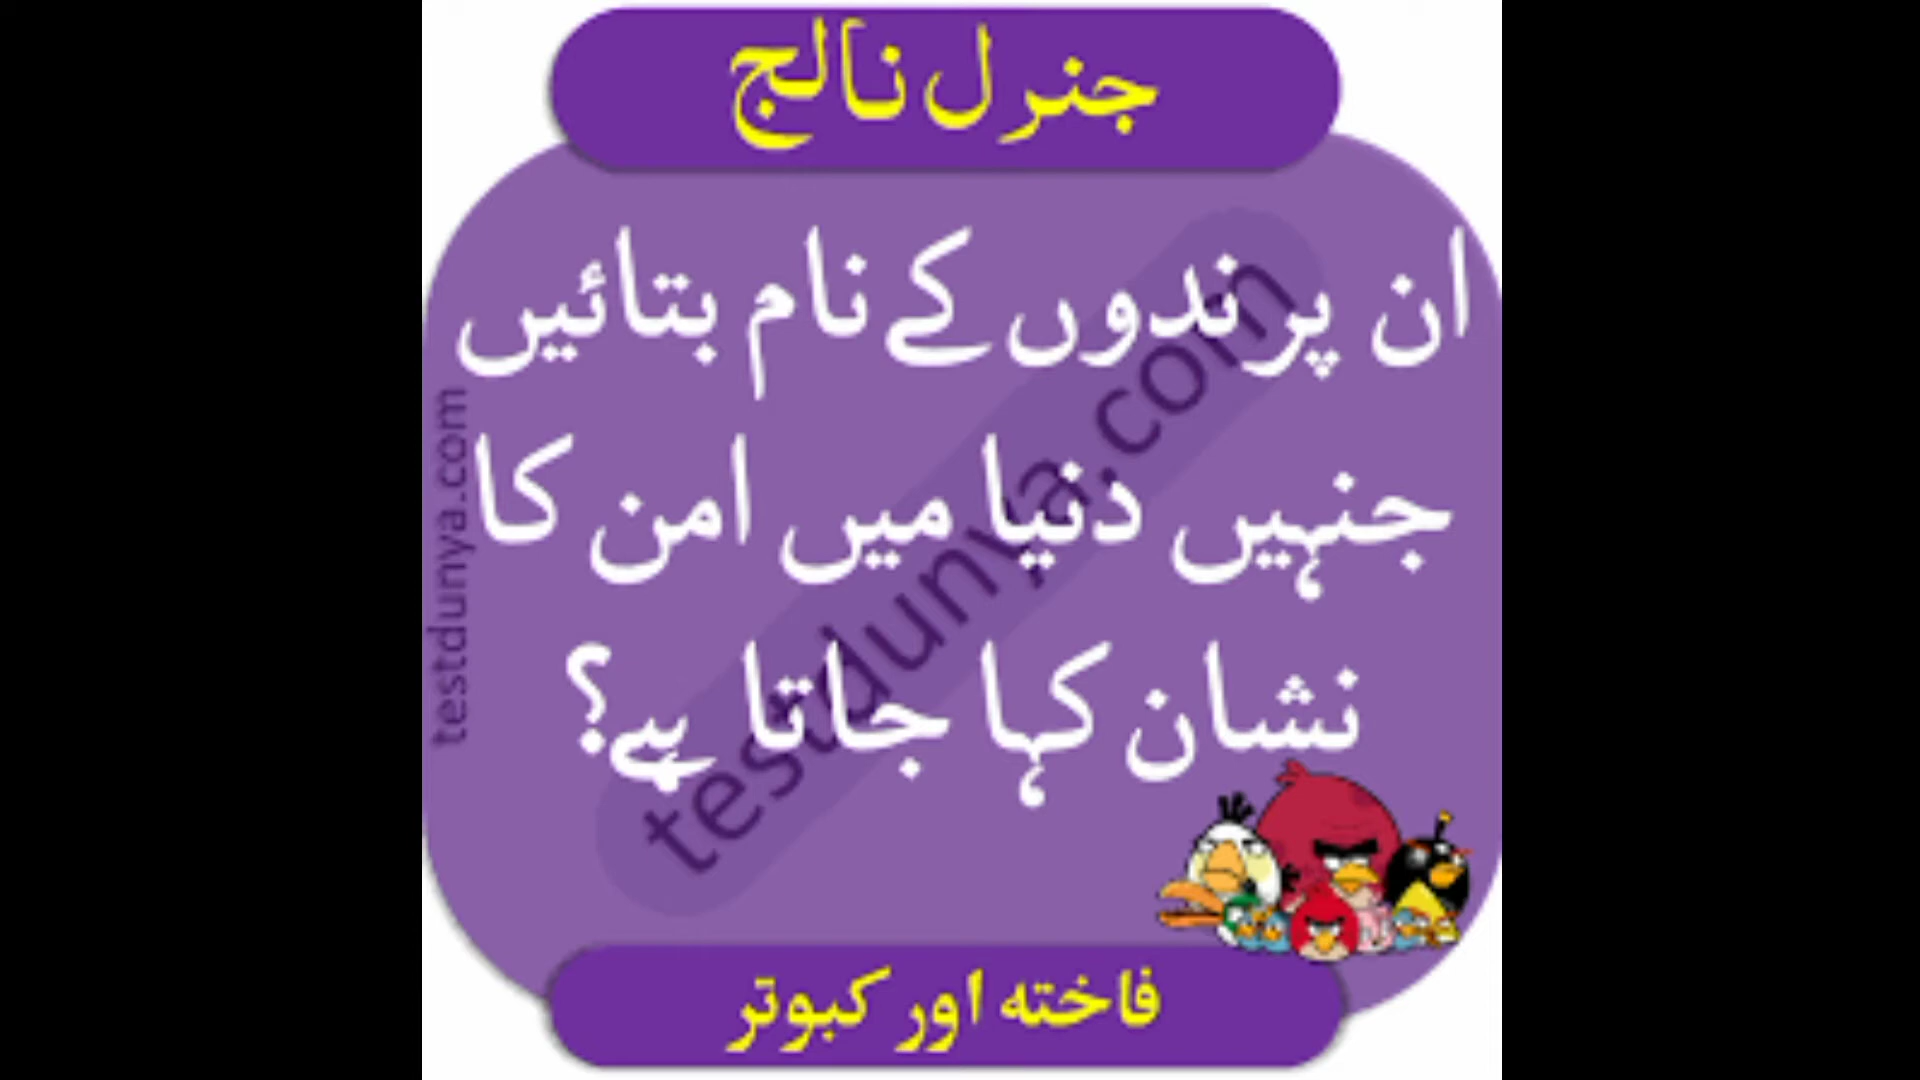 جنرل نالج
ان پرندوں کے نام بتائیں
جنہیں دنیا میں امن کا
نشان کہا جاتا ہے؟
فاختہ اور کبوتر
testdunya.com
testdunya.com